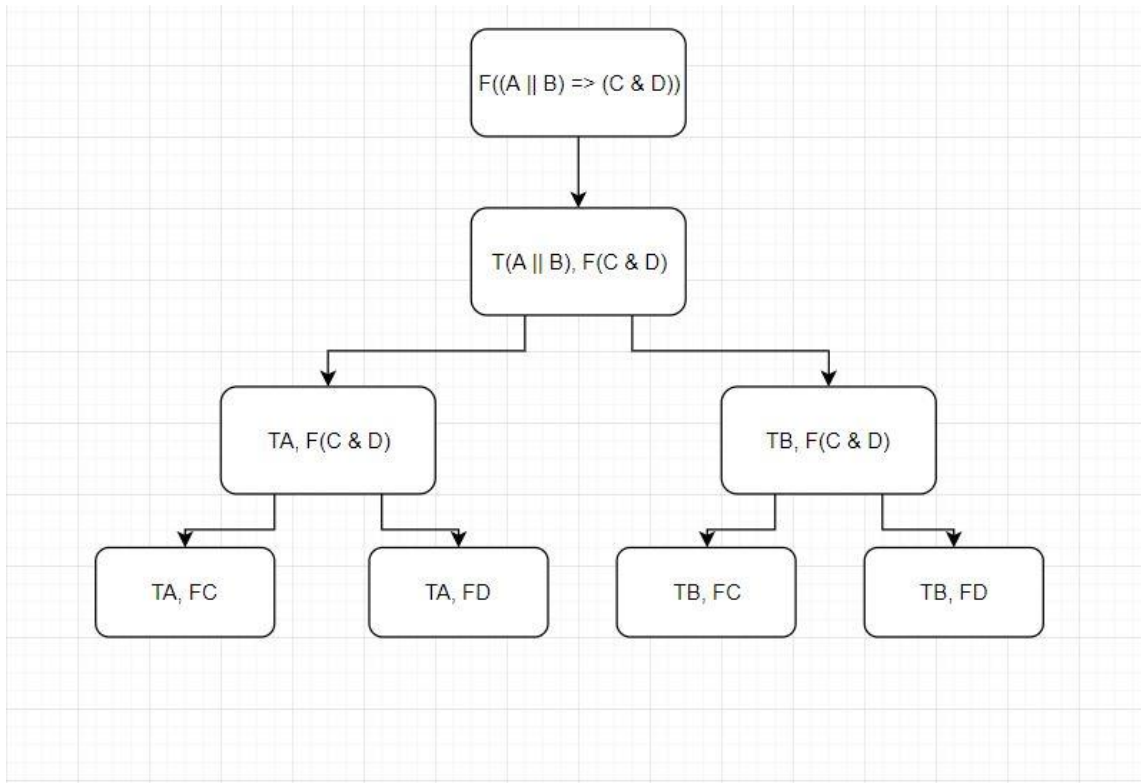 F((A || B) => (C & D))
T(A || B), F(C & D)
TA, F(C & D)
TB, F(C & D)
TA, FC
TA, FD
TB, FC
TB, FD